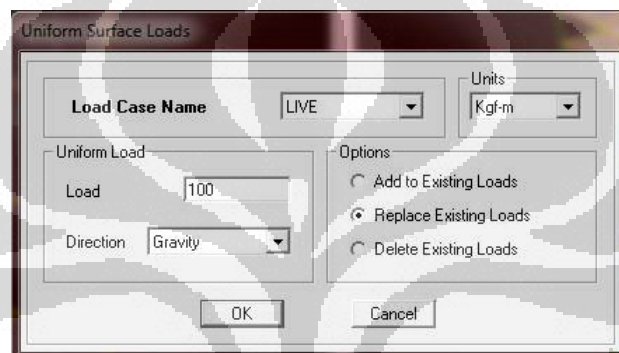 Uniform Surface Loads
Load Case Name LIVE
Units
Kgf-m
Uniform Load
Load 100
Direction Gravity
Options
Add to Existing Loads
Replace Existing Loads
Delete Existing Loads
OK Cancel